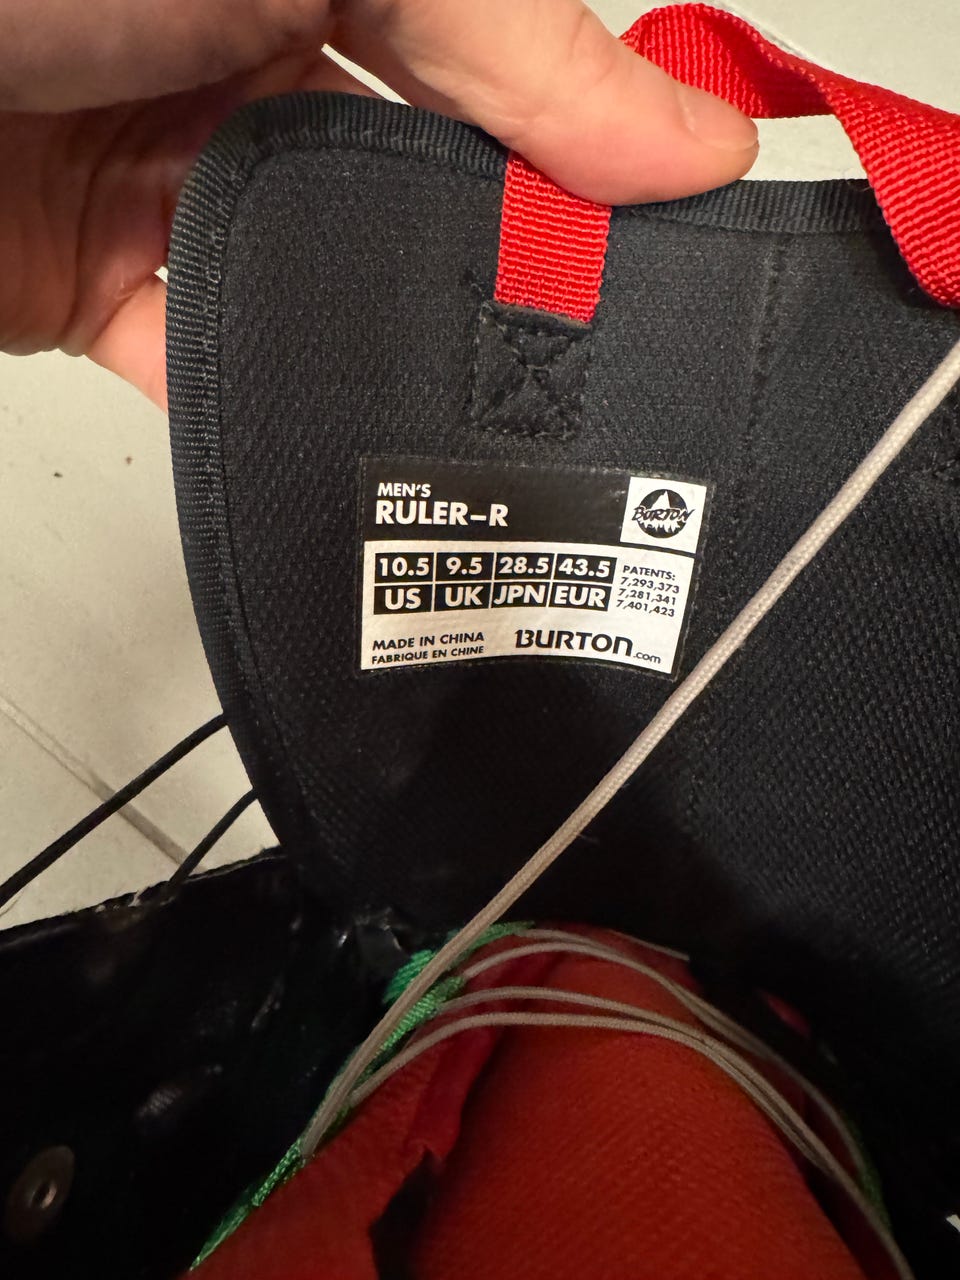 MEN'S
RULER–R
BURTON
10.5 9.5 28.5 43.5
US UK JPN EUR
PATENTS:
7,293,373
7,281,341
7,401,423
MADE IN CHINA
FABRIQUE EN CHINE
BURTON.com